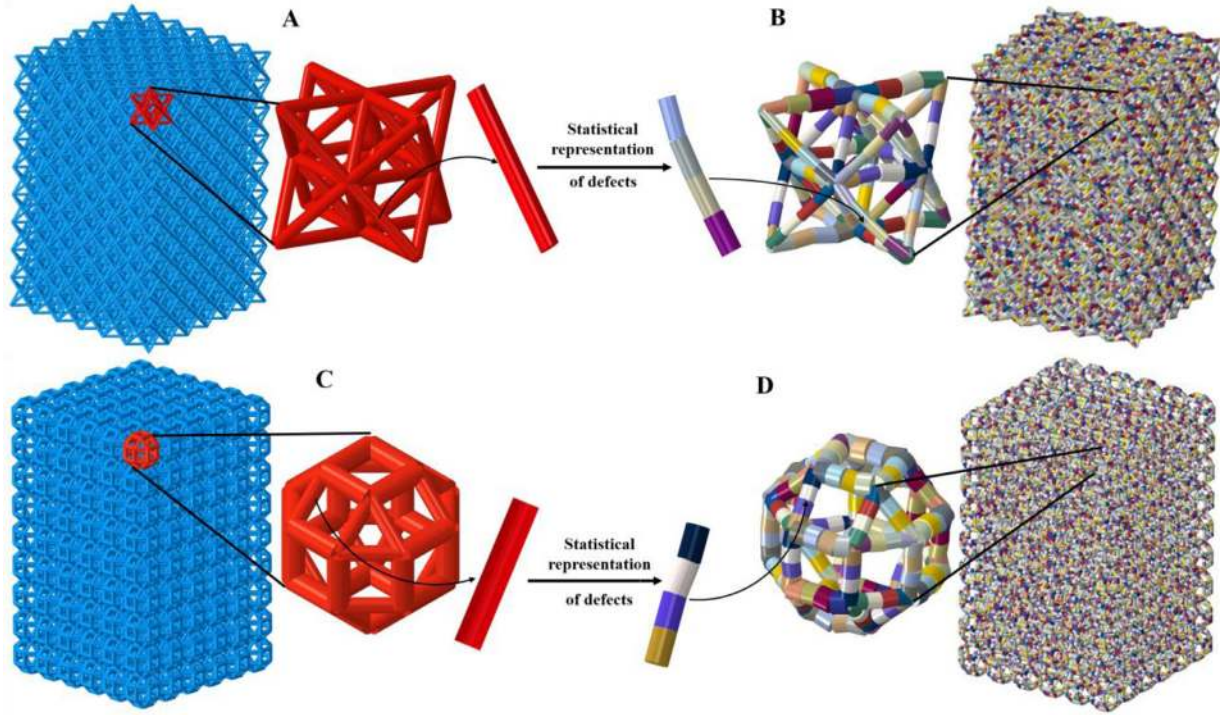 A
B
Statistical
representation
of defects
C
D
Statistical
representation
of defects